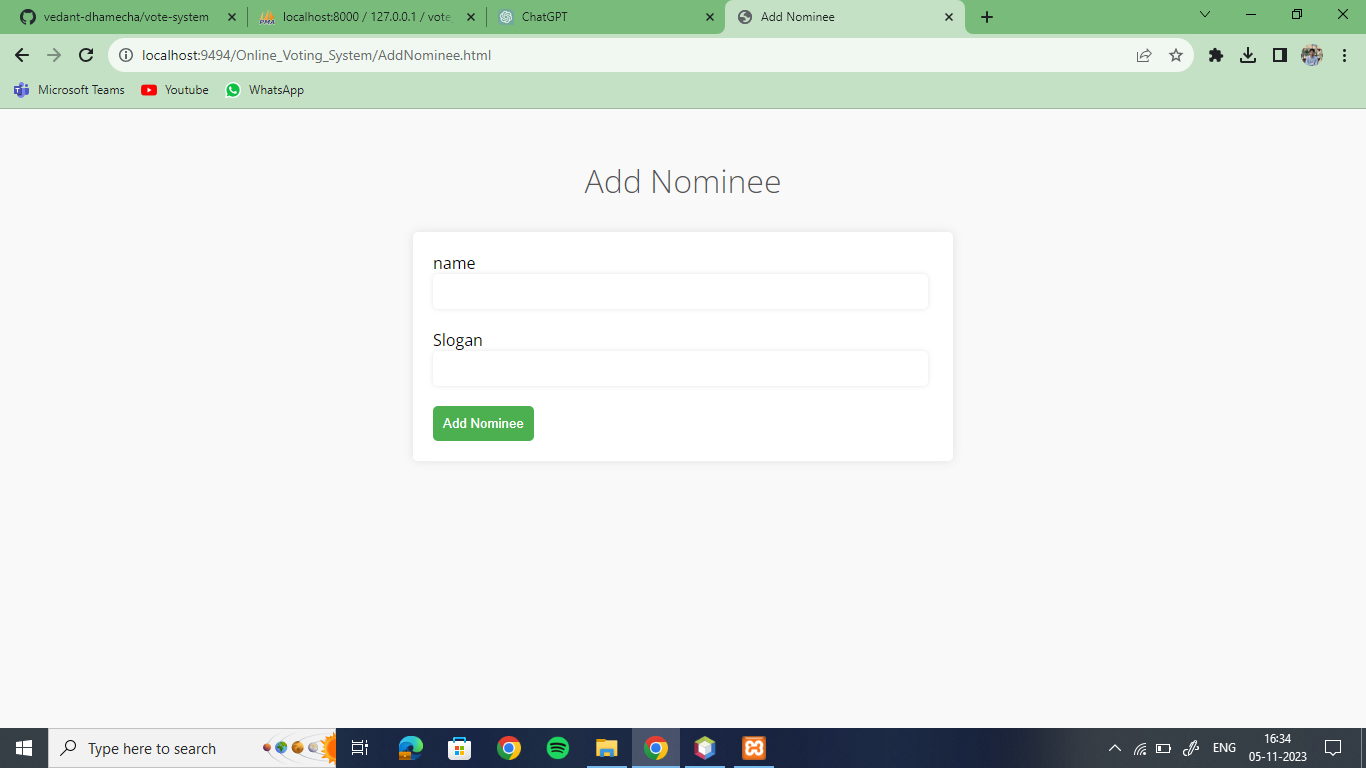 vedant-dhamecha/vote-system
localhost:8000 / 127.0.0.1 / vote
ChatGPT
Add Nominee
localhost:9494/Online_Voting_System/AddNominee.html
Microsoft Teams
Youtube
WhatsApp
Add Nominee
name
Slogan
Add Nominee
Type here to search
ENG
16:34
05-11-2023